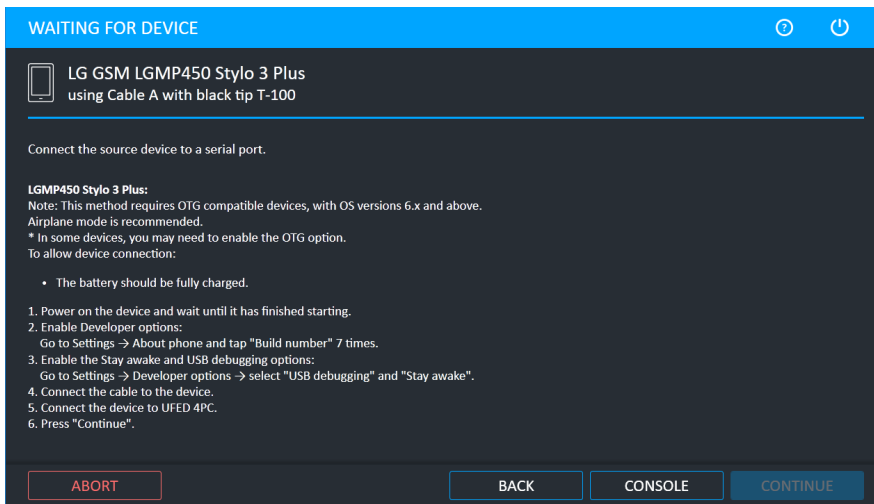 WAITING FOR DEVICE
LG GSM LGMP450 Stylo 3 Plus
using Cable A with black tip T-100
Connect the source device to a serial port.
LGMP450 Stylo 3 Plus:
Note: This method requires OTG compatible devices, with OS versions 6.x and above.
Airplane mode is recommended.
* In some devices, you may need to enable the OTG option.
To allow device connection:
• The battery should be fully charged.
1. Power on the device and wait until it has finished starting.
2. Enable Developer options:
Go to Settings → About phone and tap "Build number" 7 times.
3. Enable the Stay awake and USB debugging options:
Go to Settings → Developer options → select "USB debugging" and "Stay awake".
4. Connect the cable to the device.
5. Connect the device to UFED 4PC.
6. Press "Continue".
ABORT BACK CONSOLE CONTINUE